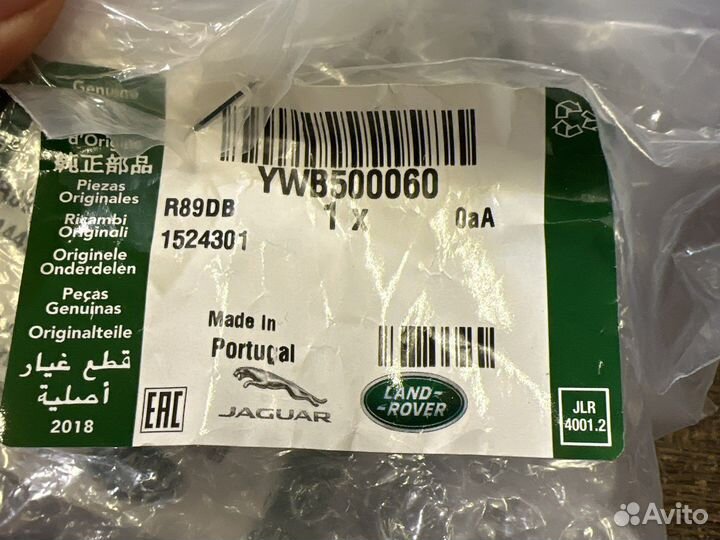 Genuine
d'Origine
純正部品
Piezas
Originales
Ricambi
Originali
Originele
Onderdelen
Peças
Genuinas
Originalteile
قطع غيار
أصلية
2018
YWB500060
R89DB
1 x
0aA
1524301
Made In
Portugal
EAC
JAGUAR
LAND-
-ROVER
JLR
4001.2
Avito